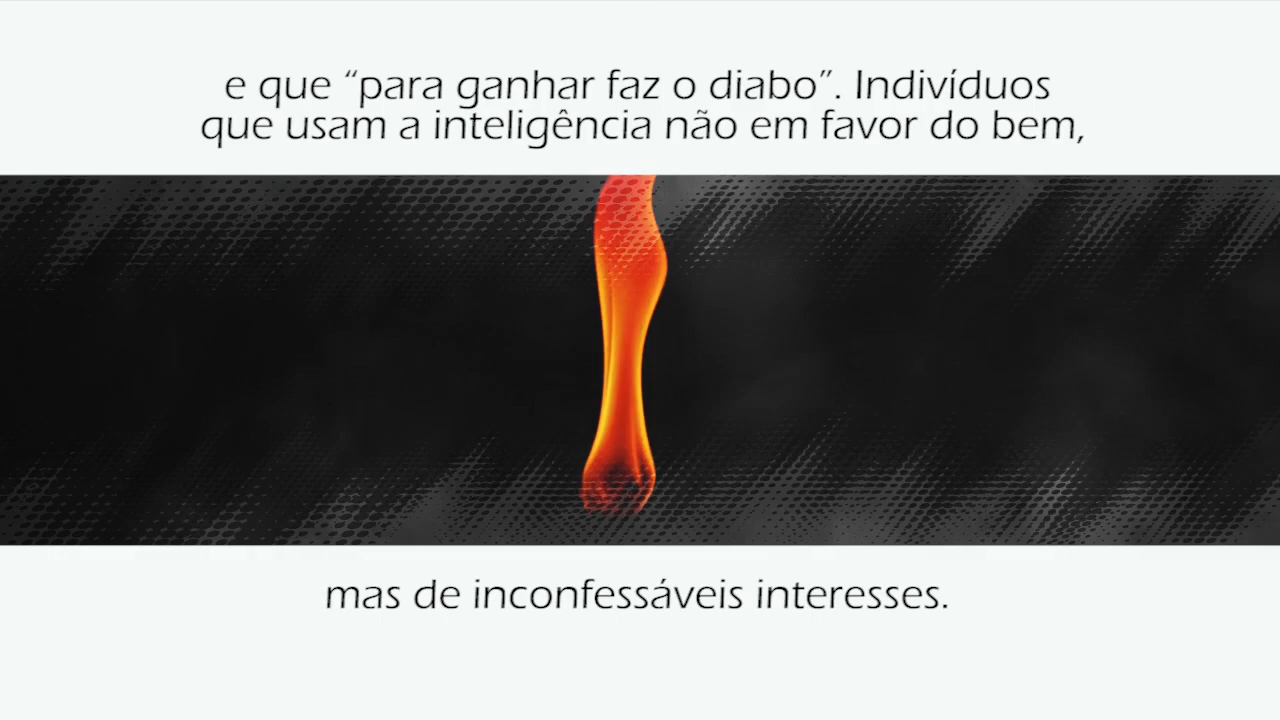 e que “para ganhar faz o diabo”. Indivíduos
que usam a inteligência não em favor do bem,
mas de inconfessáveis interesses.